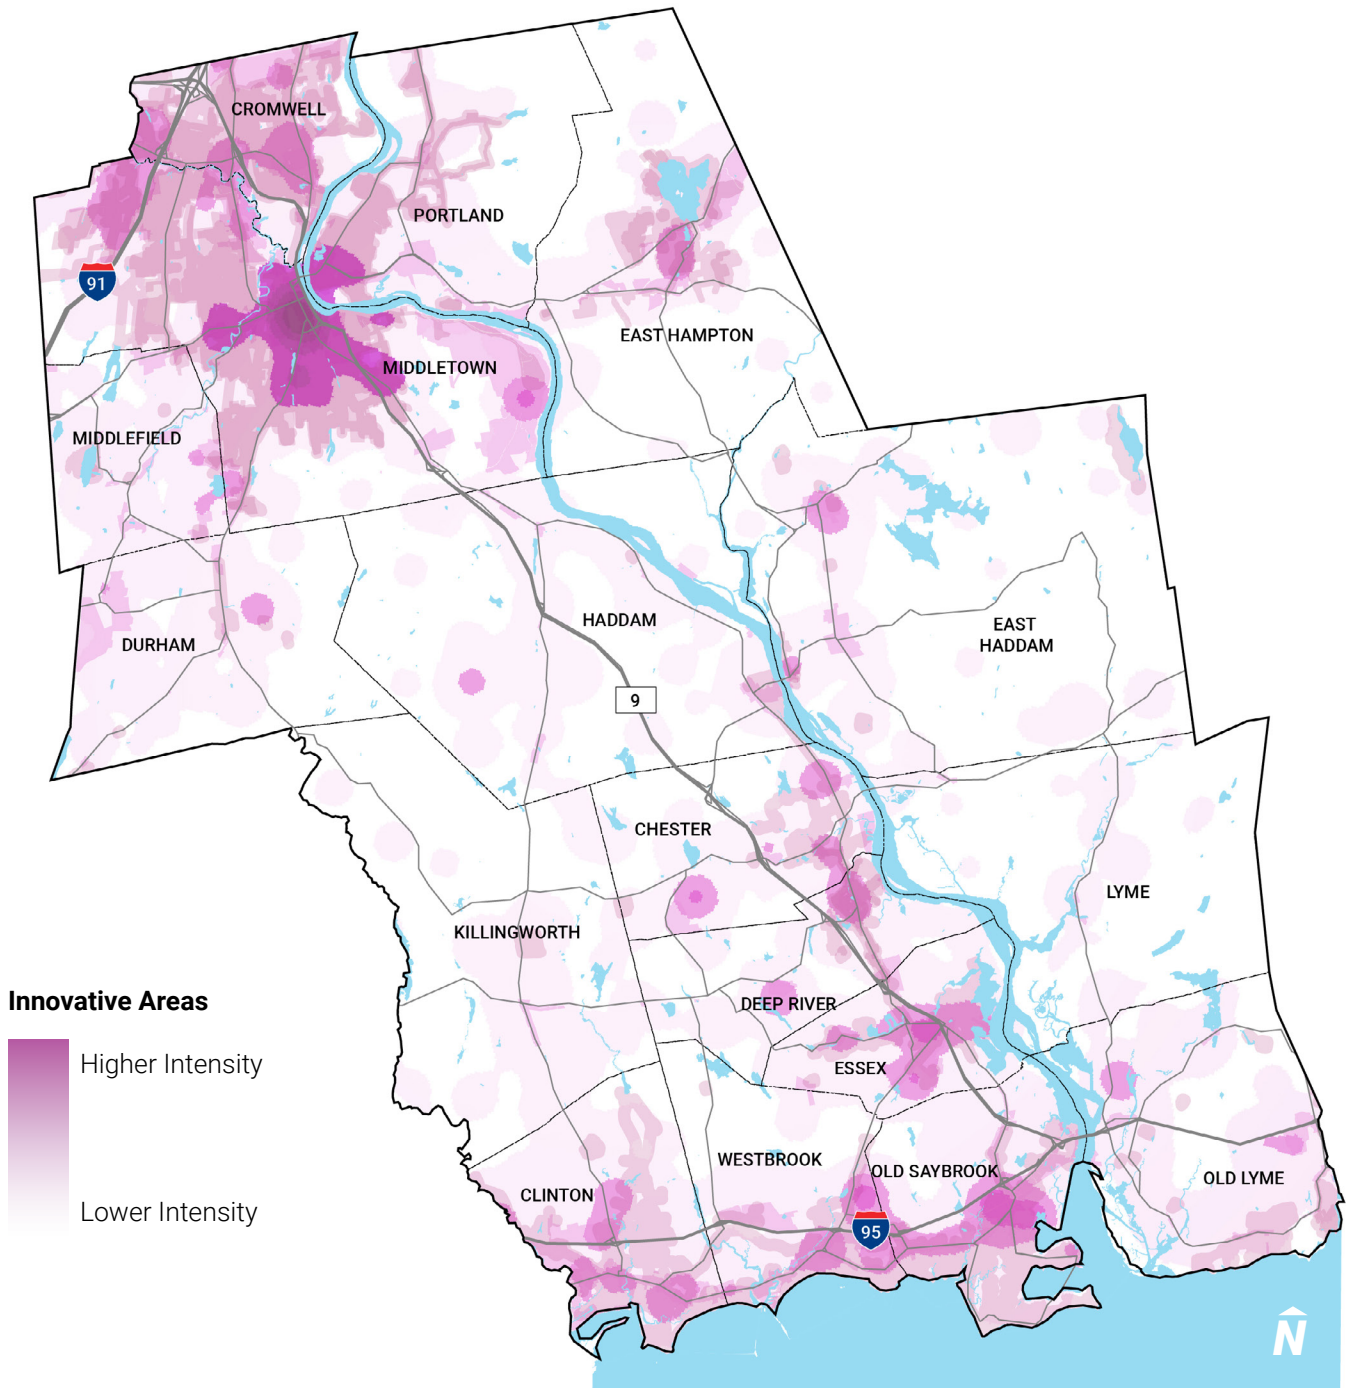 CROMWELL
PORTLAND
91
EAST HAMPTON
MIDDLETOWN
MIDDLEFIELD
HADDAM
EAST
HADDAM
DURHAM
9
CHESTER
LYME
KILLINGWORTH
Innovative Areas
DEEP RIVER
Higher Intensity
ESSEX
WESTBROOK
OLD SAYBROOK
OLD LYME
CLINTON
Lower Intensity
95
N